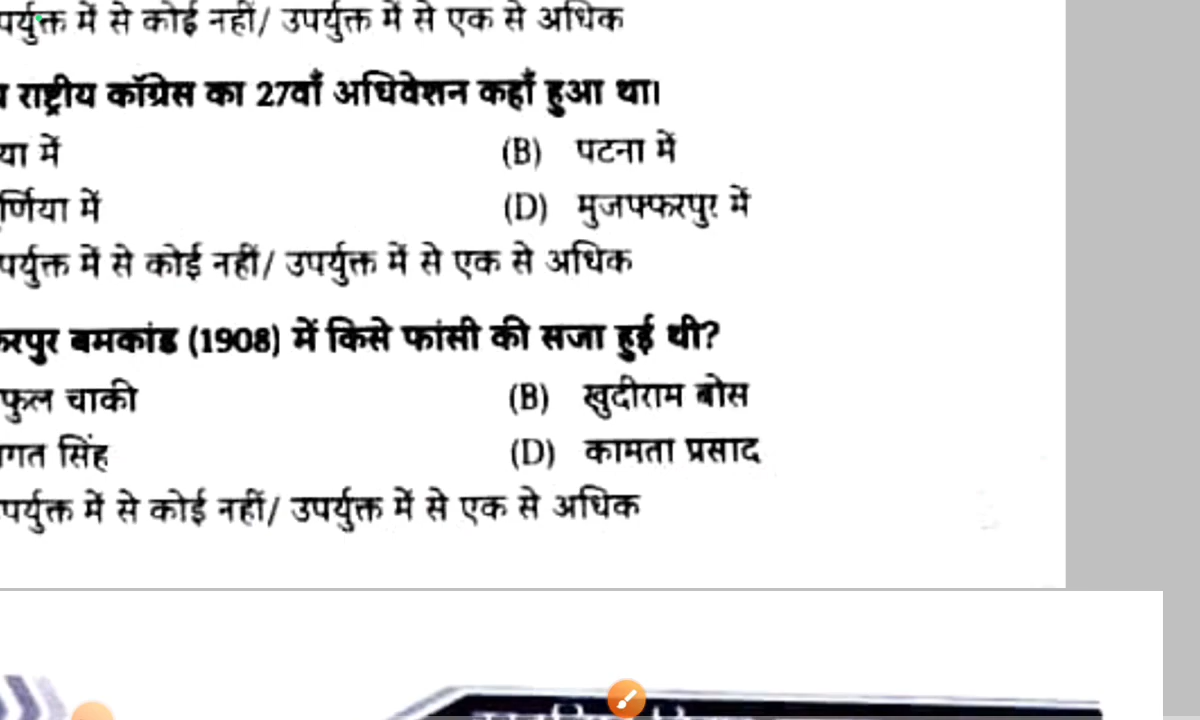 पर्युक्त में से कोई नहीं/ उपर्युक्त में से एक से अधिक
राष्ट्रीय कॉंग्रेस का 27वाँ अधिवेशन कहाँ हुआ था।
या में (B) पटना में
र्णिया में (D) मुजफ्फरपुर में
पर्युक्त में से कोई नहीं/ उपर्युक्त में से एक से अधिक
रपुर बमकांड (1908) में किसे फांसी की सजा हुई थी?
फुल चाकी (B) खुदीराम बोस
गत सिंह (D) कामता प्रसाद
पर्युक्त में से कोई नहीं/ उपर्युक्त में से एक से अधिक